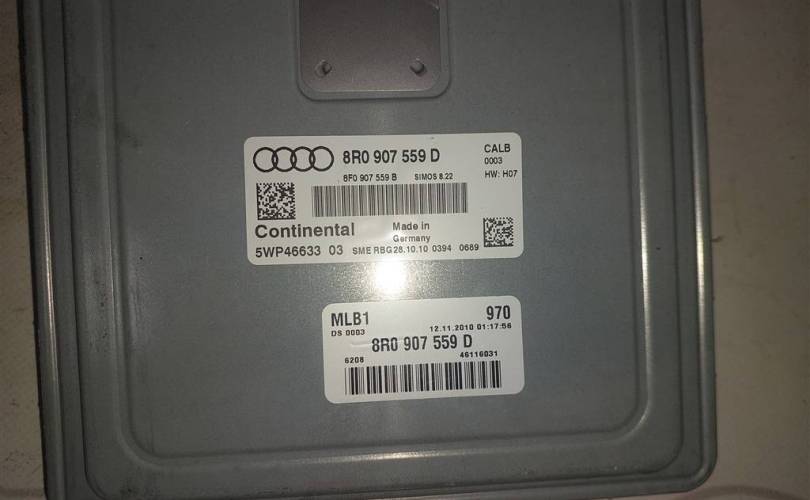 8R0 907 559 D
CALB
0003
8F0 907 559 B SIMOS 8.22
HW: H07
Continental
Made in
Germany
5WP46633 03 SME RBG28.10.10 0394 0689
MLB1 970
DS 0003 12.11.2010 01:17:56
8R0 907 559 D
6208 46116031